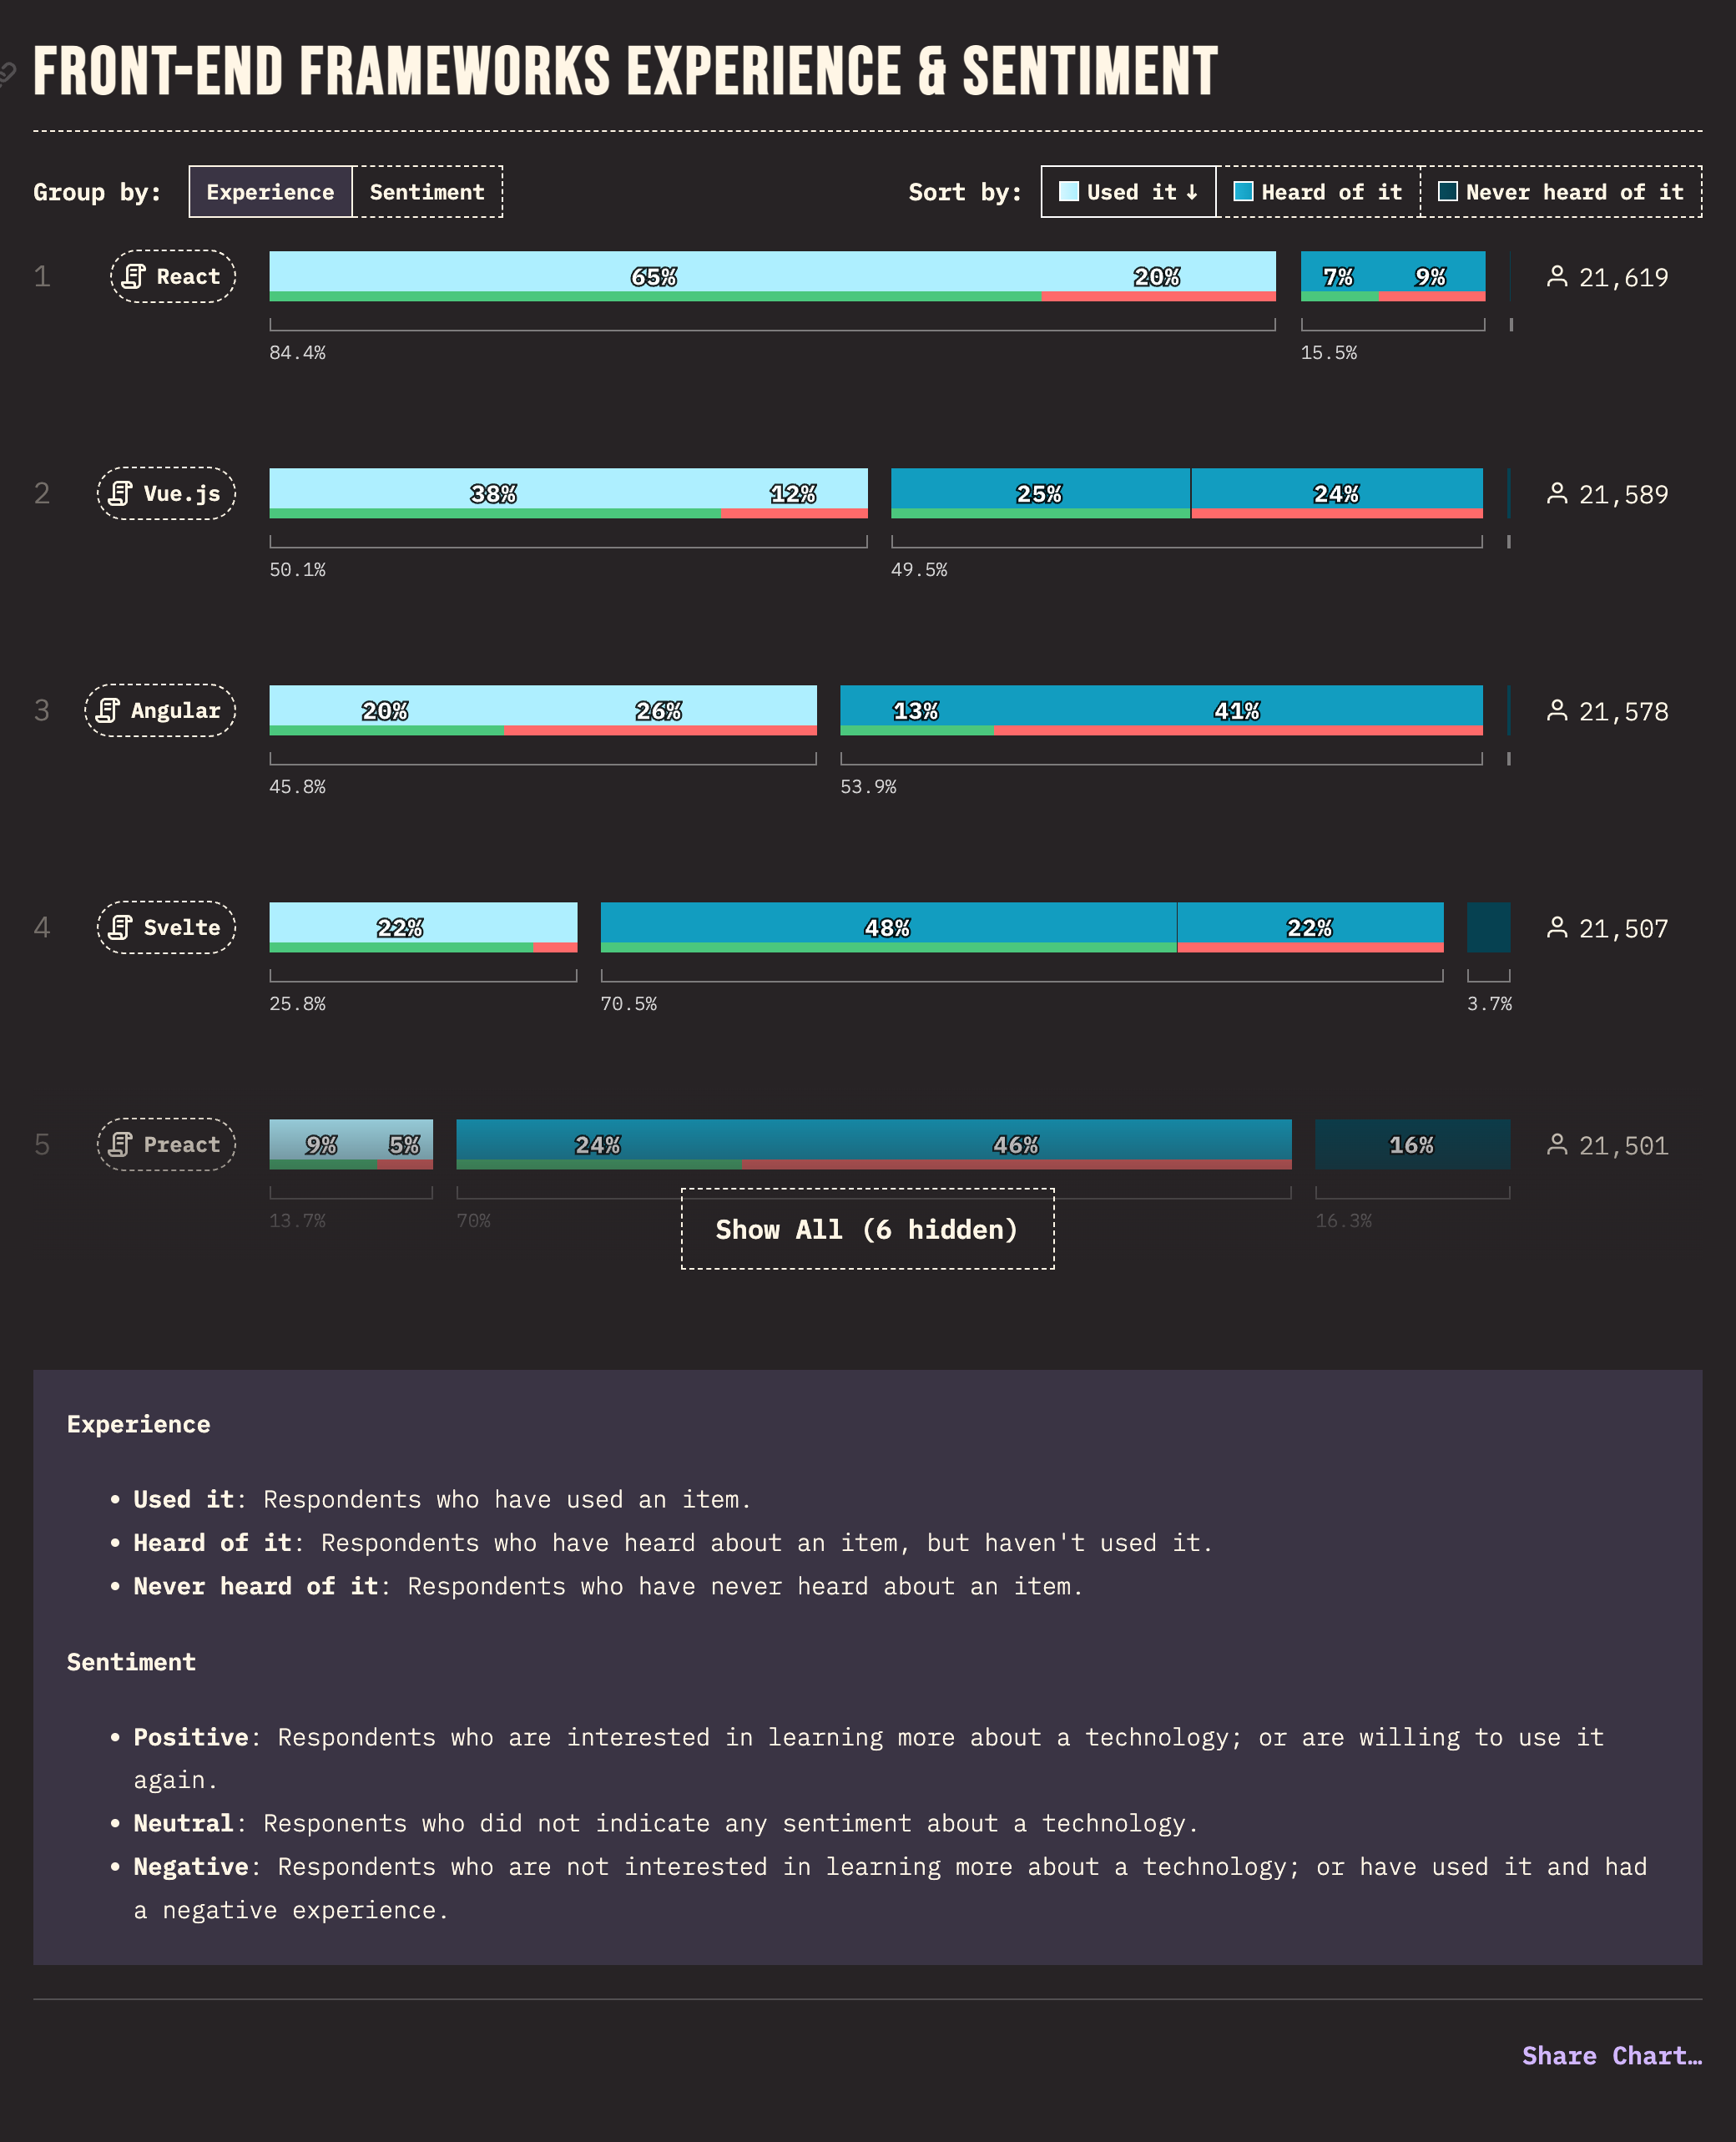 FRONT-END FRAMEWORKS EXPERIENCE & SENTIMENT
Group by: Experience Sentiment Sort by: Used it ↓ Heard of it Never heard of it
1 React 65% 20% 7% 9% 21,619
84.4% 15.5%
2 Vue.js 38% 12% 25% 24% 21,589
50.1% 49.5%
3 Angular 20% 26% 13% 41% 21,578
45.8% 53.9%
4 Svelte 22% 48% 22% 21,507
25.8% 70.5% 3.7%
5 Preact 9% 5% 24% 46% 16% 21,501
13.7% 70% 16.3%
Show All (6 hidden)
Experience
• Used it: Respondents who have used an item.
• Heard of it: Respondents who have heard about an item, but haven't used it.
• Never heard of it: Respondents who have never heard about an item.
Sentiment
• Positive: Respondents who are interested in learning more about a technology; or are willing to use it
again.
• Neutral: Responents who did not indicate any sentiment about a technology.
• Negative: Respondents who are not interested in learning more about a technology; or have used it and had
a negative experience.
Share Chart…